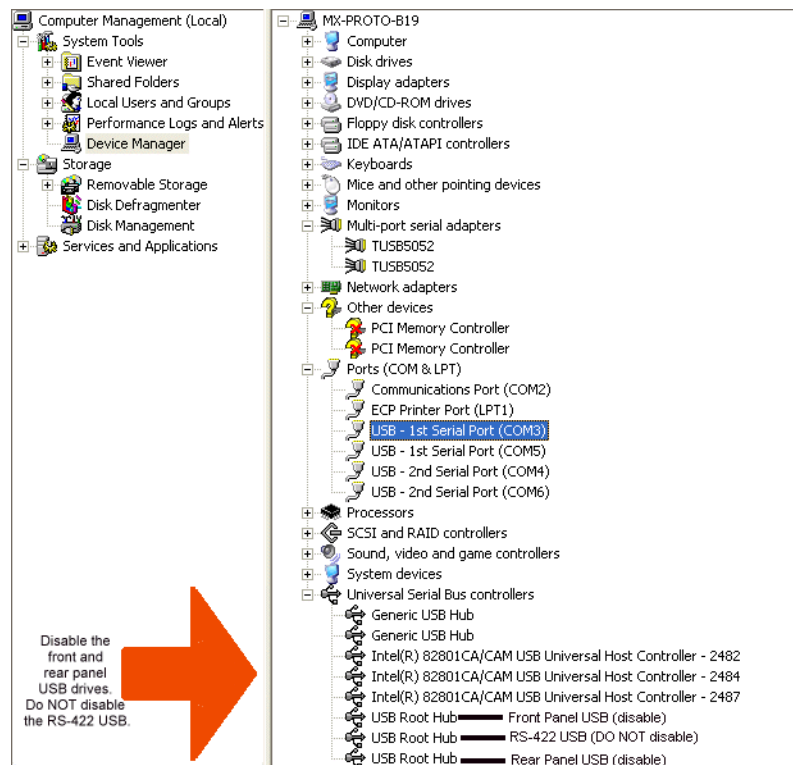 Computer Management (Local)
System Tools
Event Viewer
Shared Folders
Local Users and Groups
Performance Logs and Alerts
Device Manager
Storage
Removable Storage
Disk Defragmenter
Disk Management
Services and Applications
Disable the
front and
rear panel
USB drives.
Do NOT disable
the RS-422 USB.
MX-PROTO-B19
Computer
Disk drives
Display adapters
DVD/CD-ROM drives
Floppy disk controllers
IDE ATA/ATAPI controllers
Keyboards
Mice and other pointing devices
Monitors
Multi-port serial adapters
TUSB5052
TUSB5052
Network adapters
Other devices
PCI Memory Controller
PCI Memory Controller
Ports (COM & LPT)
Communications Port (COM2)
ECP Printer Port (LPT1)
USB - 1st Serial Port (COM3)
USB - 1st Serial Port (COM5)
USB - 2nd Serial Port (COM4)
USB - 2nd Serial Port (COM6)
Processors
SCSI and RAID controllers
Sound, video and game controllers
System devices
Universal Serial Bus controllers
Generic USB Hub
Generic USB Hub
Intel(R) 82801CA/CAM USB Universal Host Controller - 2482
Intel(R) 82801CA/CAM USB Universal Host Controller - 2484
Intel(R) 82801CA/CAM USB Universal Host Controller - 2487
USB Root Hub Front Panel USB (disable)
USB Root Hub RS-422 USB (DO NOT disable)
USB Root Hub Rear Panel USB (disable)